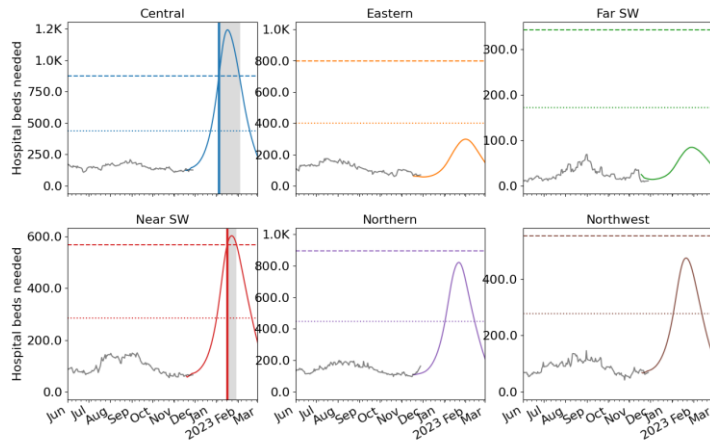 Central
Eastern
Far SW
Hospital beds needed
1.2K
1.0K
750.0
500.0
250.0
0.0
1.0K
800.0
600.0
400.0
200.0
0.0
300.0
200.0
100.0
0.0
Near SW
Northern
Northwest
Hospital beds needed
600.0
400.0
200.0
0.0
1.0K
800.0
600.0
400.0
200.0
0.0
400.0
200.0
0.0
Jun Jul Aug Sep Oct Nov Dec Jan 2023 Feb Mar
Jun Jul Aug Sep Oct Nov Dec Jan 2023 Feb Mar
Jun Jul Aug Sep Oct Nov Dec Jan 2023 Feb Mar